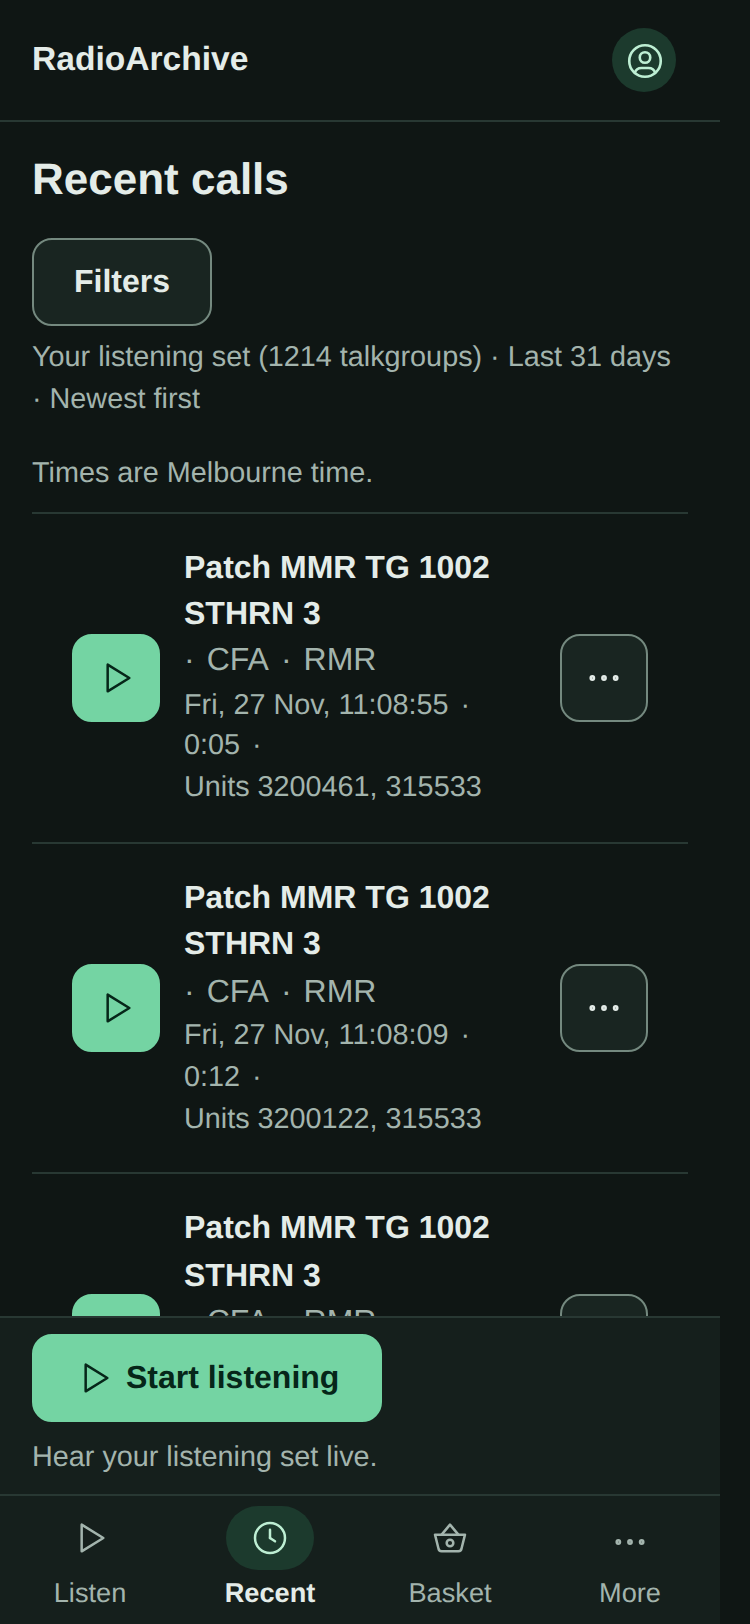 RadioArchive
Recent calls
Filters
Your listening set (1214 talkgroups) · Last 31 days
· Newest first
Times are Melbourne time.
Patch MMR TG 1002
STHRN 3
· CFA · RMR
Fri, 27 Nov, 11:08:55 ·
0:05 ·
Units 3200461, 315533
Patch MMR TG 1002
STHRN 3
· CFA · RMR
Fri, 27 Nov, 11:08:09 ·
0:12 ·
Units 3200122, 315533
Patch MMR TG 1002
STHRN 3
· CFA · RMR
Start listening
Hear your listening set live.
Listen
Recent
Basket
More